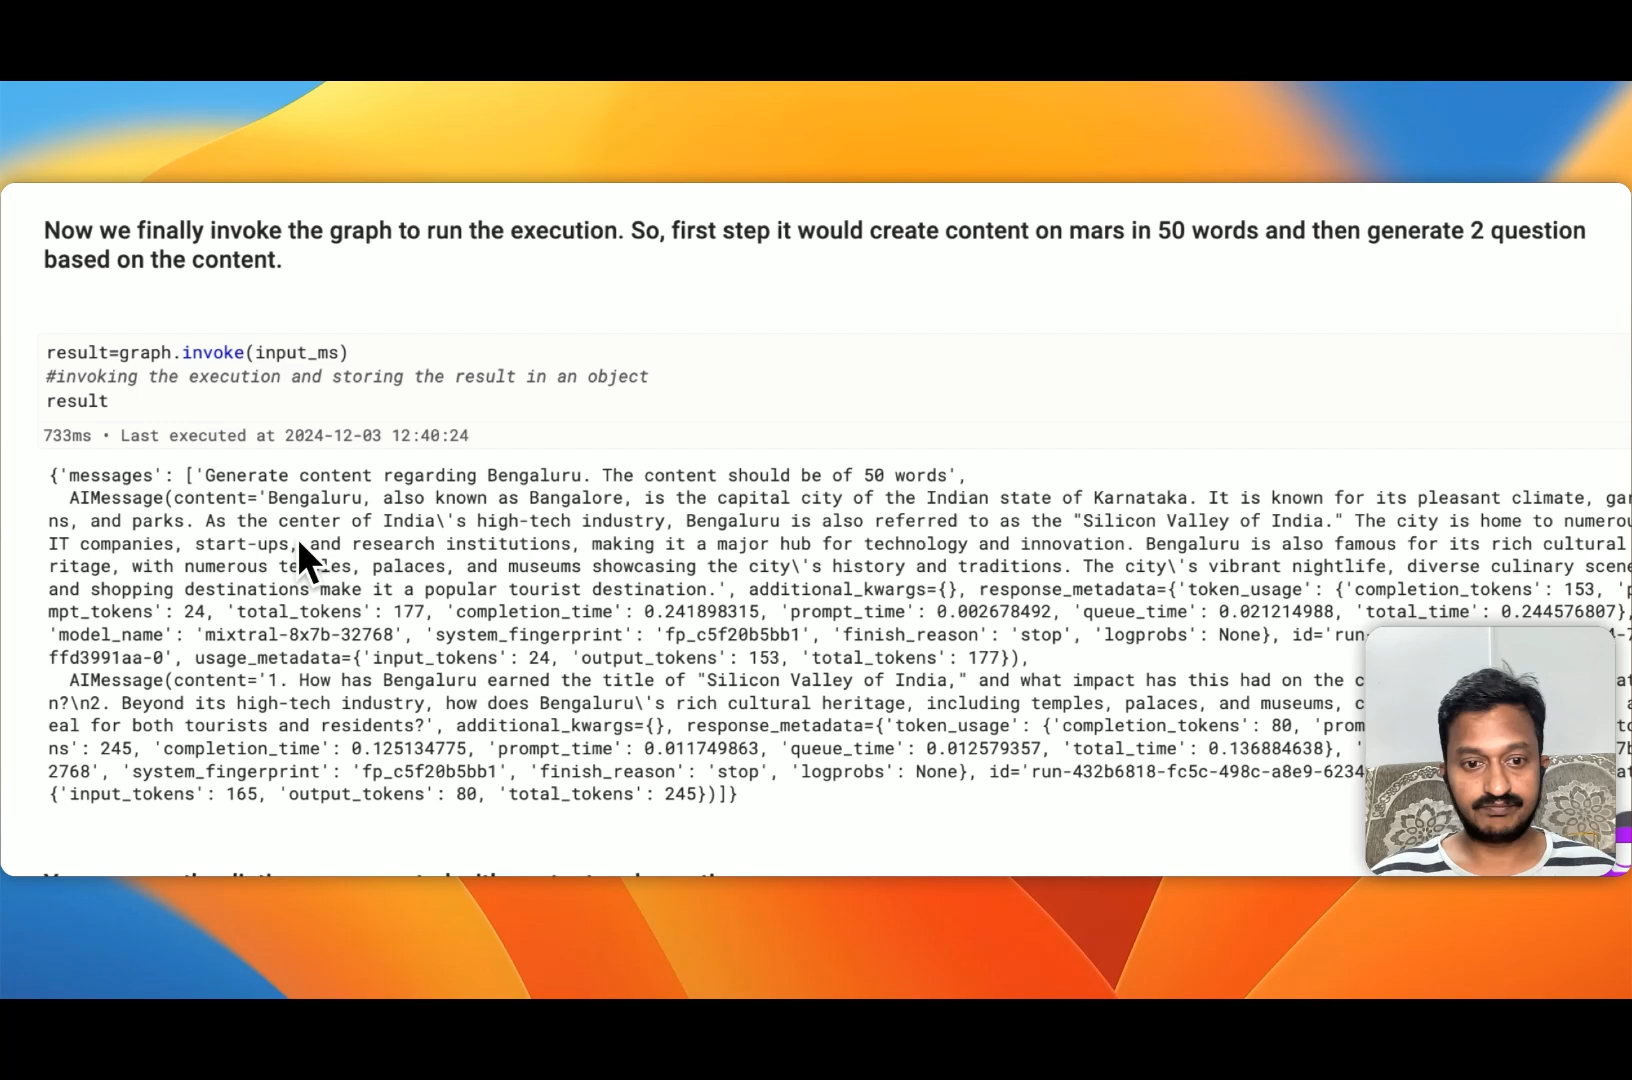 Now we finally invoke the graph to run the execution. So, first step it would create content on mars in 50 words and then generate 2 question
based on the content.
result=graph.invoke(input_ms)
#invoking the execution and storing the result in an object
result
733ms • Last executed at 2024-12-03 12:40:24
{'messages': ['Generate content regarding Bengaluru. The content should be of 50 words',
AIMessage(content='Bengaluru, also known as Bangalore, is the capital city of the Indian state of Karnataka. It is known for its pleasant climate, gar
ns, and parks. As the center of India\'s high-tech industry, Bengaluru is also referred to as the "Silicon Valley of India." The city is home to numerou
IT companies, start-ups, and research institutions, making it a major hub for technology and innovation. Bengaluru is also famous for its rich cultural
ritage, with numerous temples, palaces, and museums showcasing the city\'s history and traditions. The city\'s vibrant nightlife, diverse culinary scene
and shopping destinations make it a popular tourist destination.', additional_kwargs={}, response_metadata={'token_usage': {'completion_tokens': 153, 'p
mpt_tokens': 24, 'total_tokens': 177, 'completion_time': 0.241898315, 'prompt_time': 0.002678492, 'queue_time': 0.021214988, 'total_time': 0.244576807},
'model_name': 'mixtral-8x7b-32768', 'system_fingerprint': 'fp_c5f20b5bb1', 'finish_reason': 'stop', 'logprobs': None}, id='run-
ffd3991aa-0', usage_metadata={'input_tokens': 24, 'output_tokens': 153, 'total_tokens': 177}),
AIMessage(content='1. How has Bengaluru earned the title of "Silicon Valley of India," and what impact has this had on the c
n?\n2. Beyond its high-tech industry, how does Bengaluru\'s rich cultural heritage, including temples, palaces, and museums, c
eal for both tourists and residents?', additional_kwargs={}, response_metadata={'token_usage': {'completion_tokens': 80, 'prom
ns': 245, 'completion_time': 0.125134775, 'prompt_time': 0.011749863, 'queue_time': 0.012579357, 'total_time': 0.136884638}, '
2768', 'system_fingerprint': 'fp_c5f20b5bb1', 'finish_reason': 'stop', 'logprobs': None}, id='run-432b6818-fc5c-498c-a8e9-6234
{'input_tokens': 165, 'output_tokens': 80, 'total_tokens': 245})]}